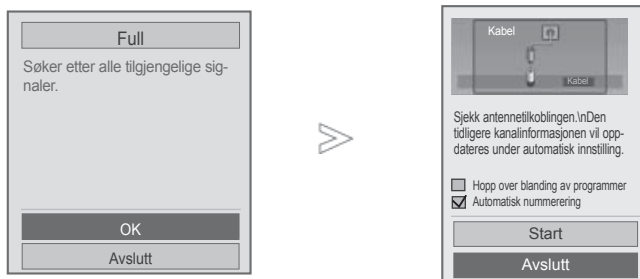 Full
Søker etter alle tilgjengelige sig-
naler.
OK
Avslutt
Kabel
Kabel
Sjekk antennetilkoblingen.\nDen
tidligere kanalinformasjonen vil opp-
dateres under automatisk innstilling.
Hopp over blanding av programmer
Automatisk nummerering
Start
Avslutt